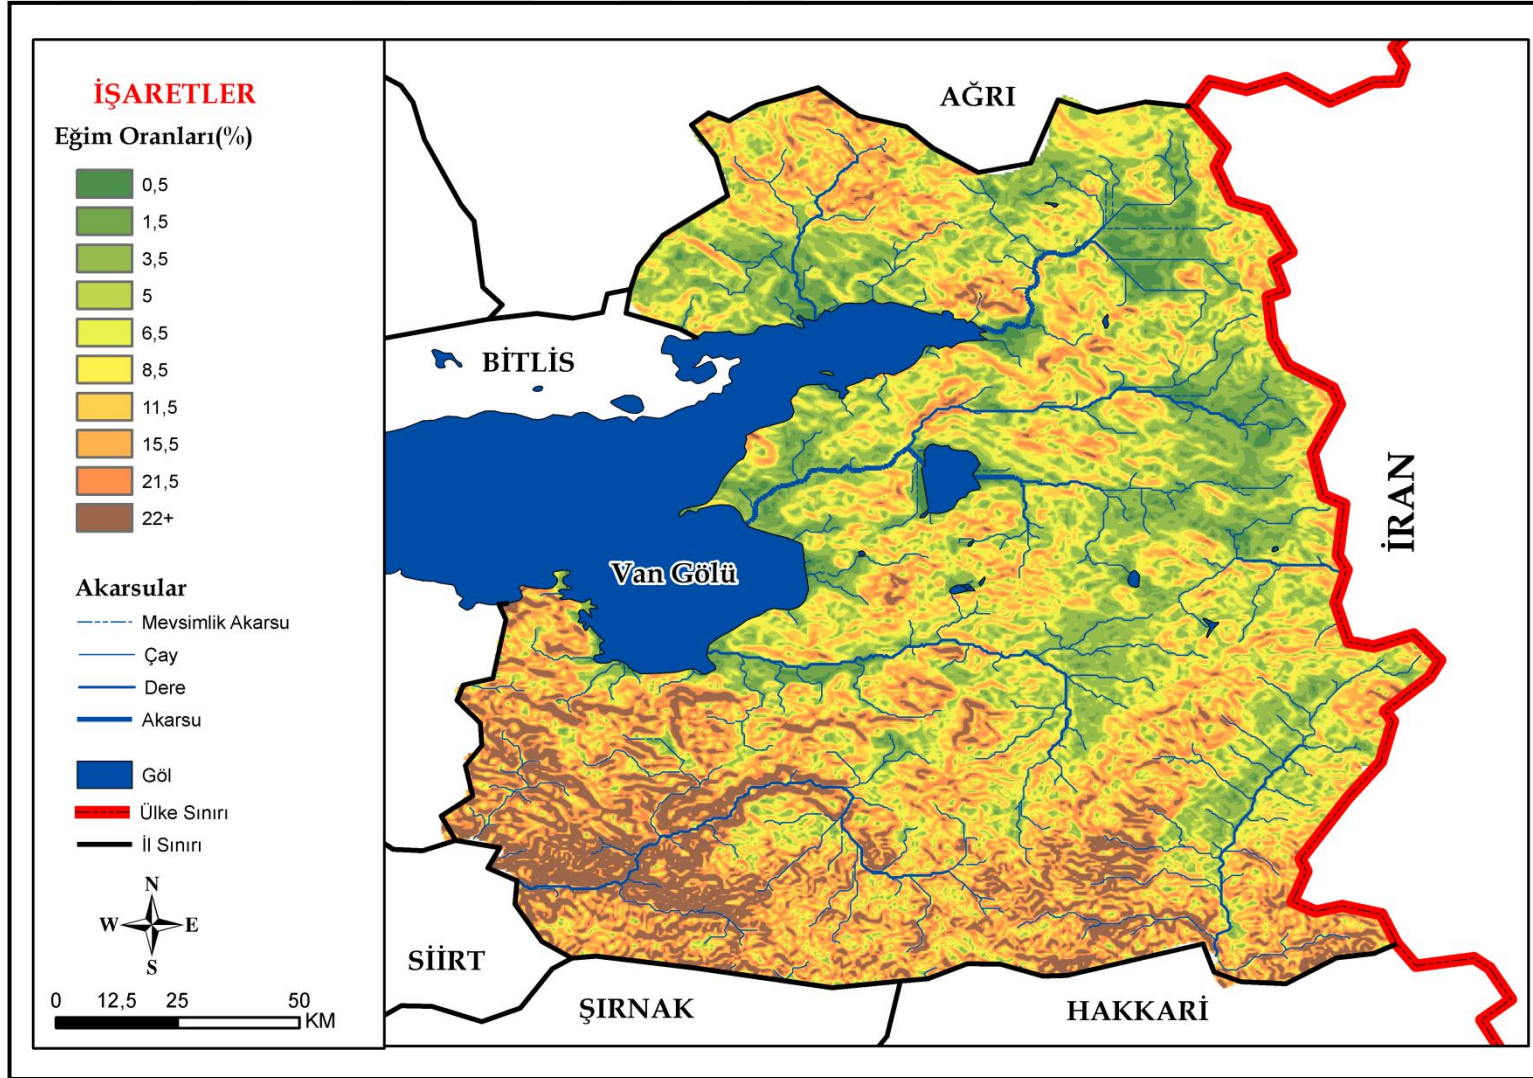 İŞARETLER
Eğim Oranları(%)
0,5
1,5
3,5
5
6,5
8,5
11,5
15,5
21,5
22+
Akarsular
Mevsimlik Akarsu
Çay
Dere
Akarsu
Göl
Ülke Sınırı
İl Sınırı
N
W E
S
0 12,5 25 50
KM
AĞRI
BİTLİS
İRAN
Van Gölü
SİİRT
ŞIRNAK
HAKKARİ